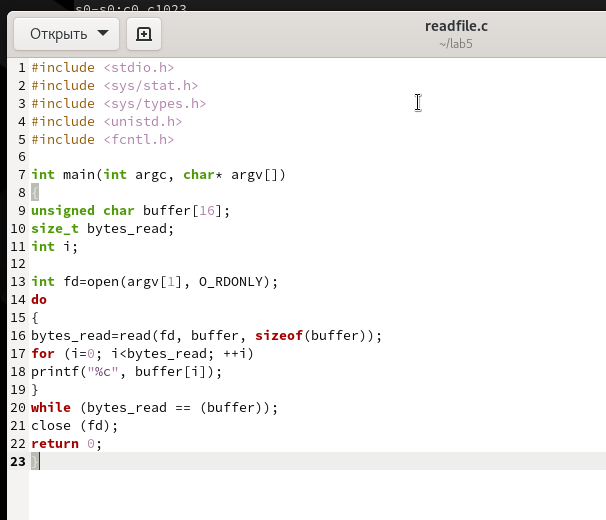 s0=s0:c0.c1023
Открыть
readfile.c
~/lab5
1 #include <stdio.h>
2 #include <sys/stat.h>
3 #include <sys/types.h>
4 #include <unistd.h>
5 #include <fcntl.h>
6
7 int main(int argc, char* argv[])
8 {
9 unsigned char buffer[16];
10 size_t bytes_read;
11 int i;
12
13 int fd=open(argv[1], O_RDONLY);
14 do
15 {
16 bytes_read=read(fd, buffer, sizeof(buffer));
17 for (i=0; i<bytes_read; ++i)
18 printf("%c", buffer[i]);
19 }
20 while (bytes_read == (buffer));
21 close (fd);
22 return 0;
23 }